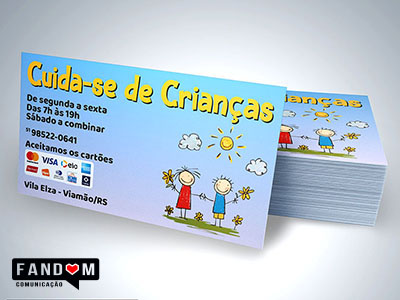 Cuida-se de Crianças
De segunda a sexta
Das 7h às 19h
Sábado a combinar
51 98522-0641
Aceitamos os cartões
VISA elo
Vila Elza - Viamão/RS
Crianças
FANDOM
COMUNICAÇÃO